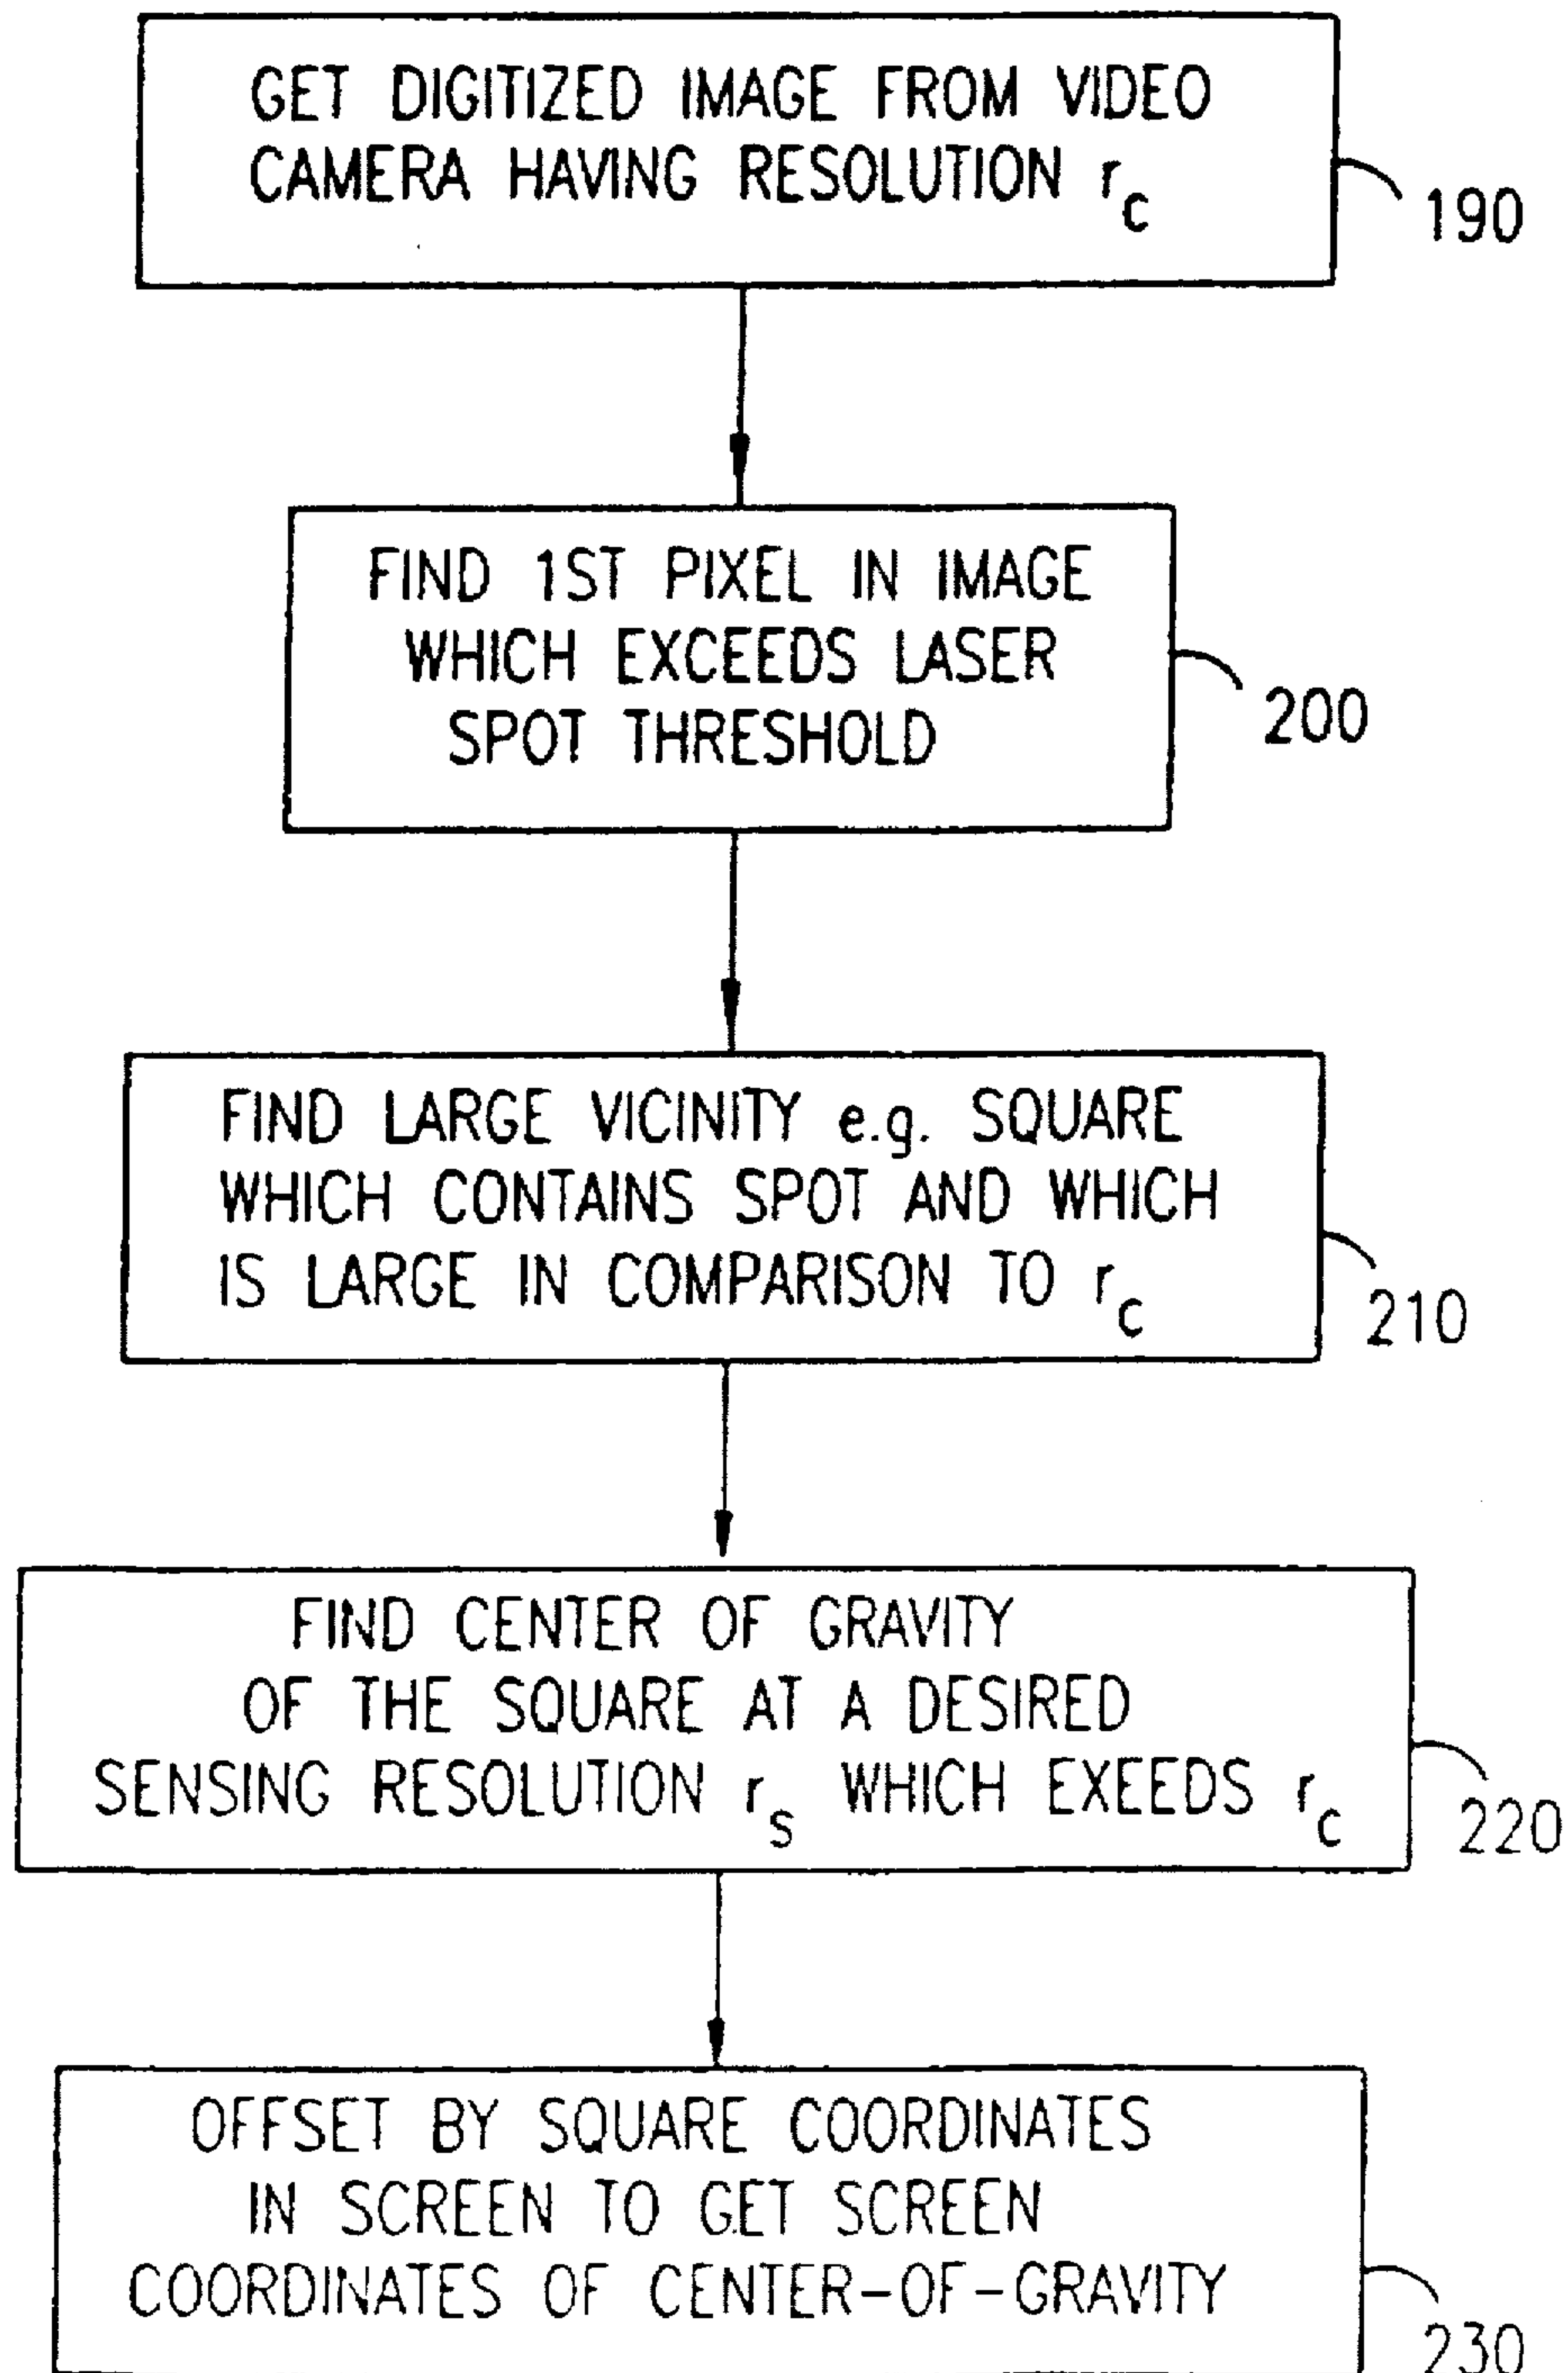 GET DIGITIZED IMAGE FROM VIDEO
CAMERA HAVING RESOLUTION rc
190
FIND 1ST PIXEL IN IMAGE
WHICH EXCEEDS LASER
SPOT THRESHOLD
200
FIND LARGE VICINITY e.g. SQUARE
WHICH CONTAINS SPOT AND WHICH
IS LARGE IN COMPARISON TO rc
210
FIND CENTER OF GRAVITY
OF THE SQUARE AT A DESIRED
SENSING RESOLUTION rs WHICH EXEEDS rc
220
OFFSET BY SQUARE COORDINATES
IN SCREEN TO GET SCREEN
COORDINATES OF CENTER-OF-GRAVITY
230